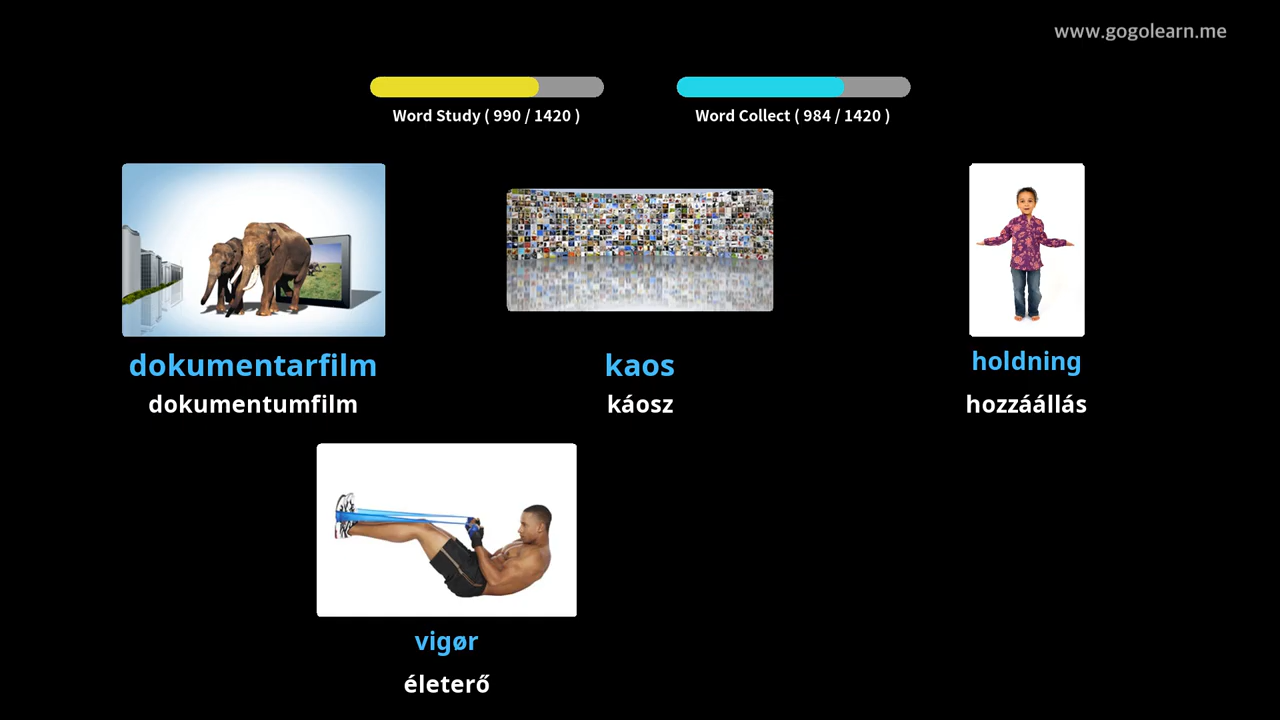 www.gogolearn.me
Word Study ( 990 / 1420 )
Word Collect ( 984 / 1420 )
dokumentarfilm
dokumentumfilm
kaos
káosz
holdning
hozzáállás
vigør
életerő